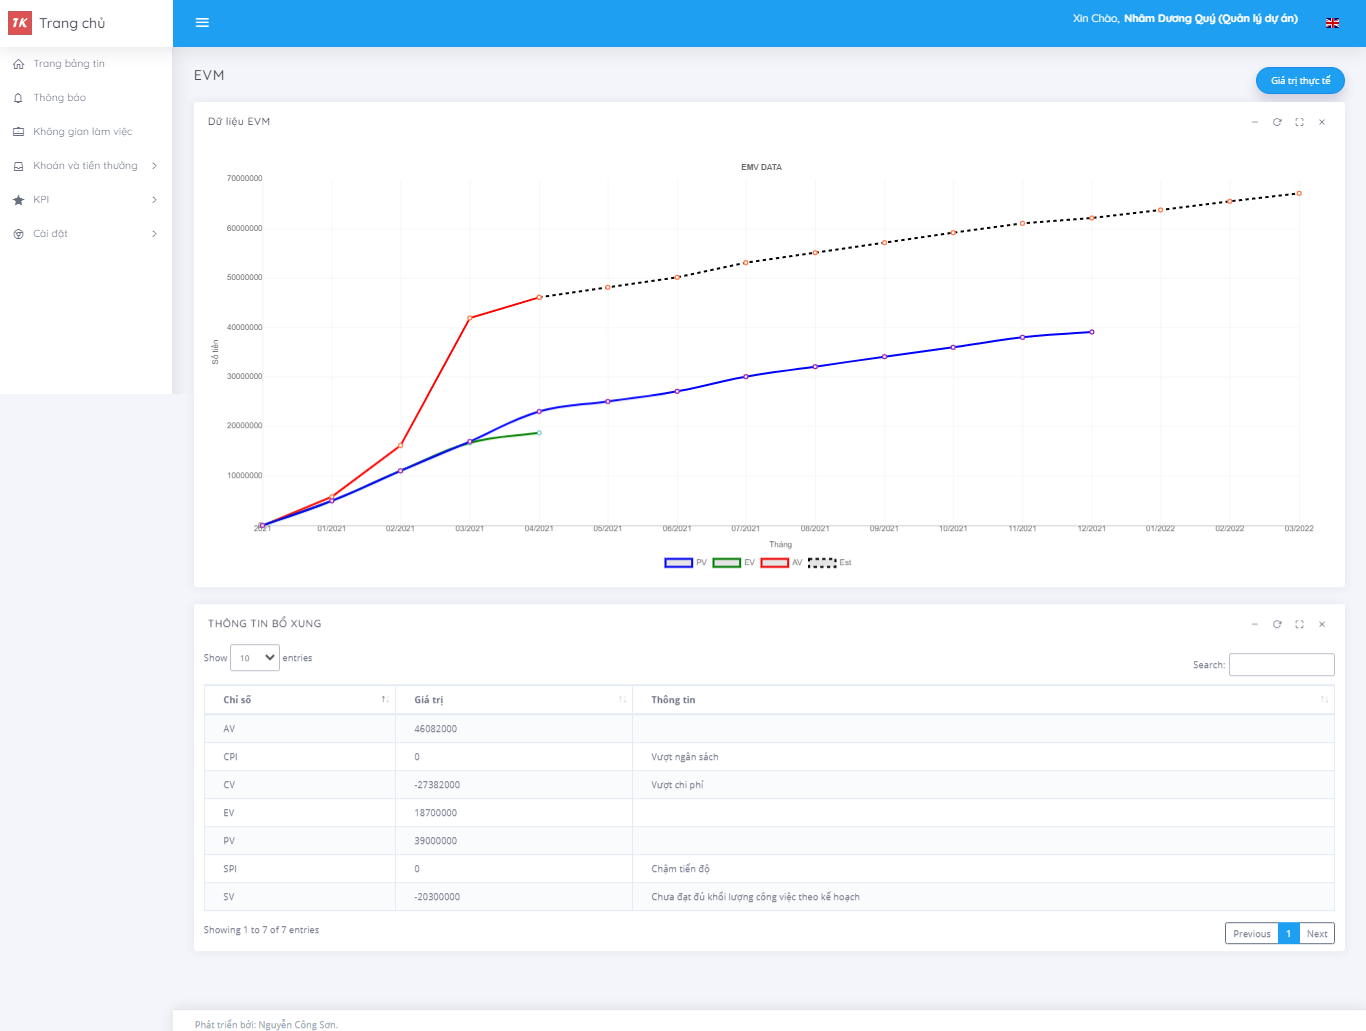 TK Trang chủ
Xin Chào, Nhâm Dương Quý (Quản lý dự án)
Trang bảng tin
Thông báo
Không gian làm việc
Khoán và tiền thưởng
KPI
Cài đặt
EVM
Giá trị thực tế
Dữ liệu EVM
EMV DATA
70000000
60000000
50000000
40000000
30000000
20000000
10000000
Số tiền
2021 01/2021 02/2021 03/2021 04/2021 05/2021 06/2021 07/2021 08/2021 09/2021 10/2021 11/2021 12/2021 01/2022 02/2022 03/2022
Tháng
PV EV AV Est
THÔNG TIN BỔ XUNG
Show 10 entries
Search:
Chỉ số Giá trị Thông tin
AV 46082000
CPI 0 Vượt ngân sách
CV -27382000 Vượt chi phí
EV 18700000
PV 39000000
SPI 0 Chậm tiến độ
SV -20300000 Chưa đạt đủ khối lượng công việc theo kế hoạch
Showing 1 to 7 of 7 entries
Previous 1 Next
Phát triển bởi: Nguyễn Công Sơn.